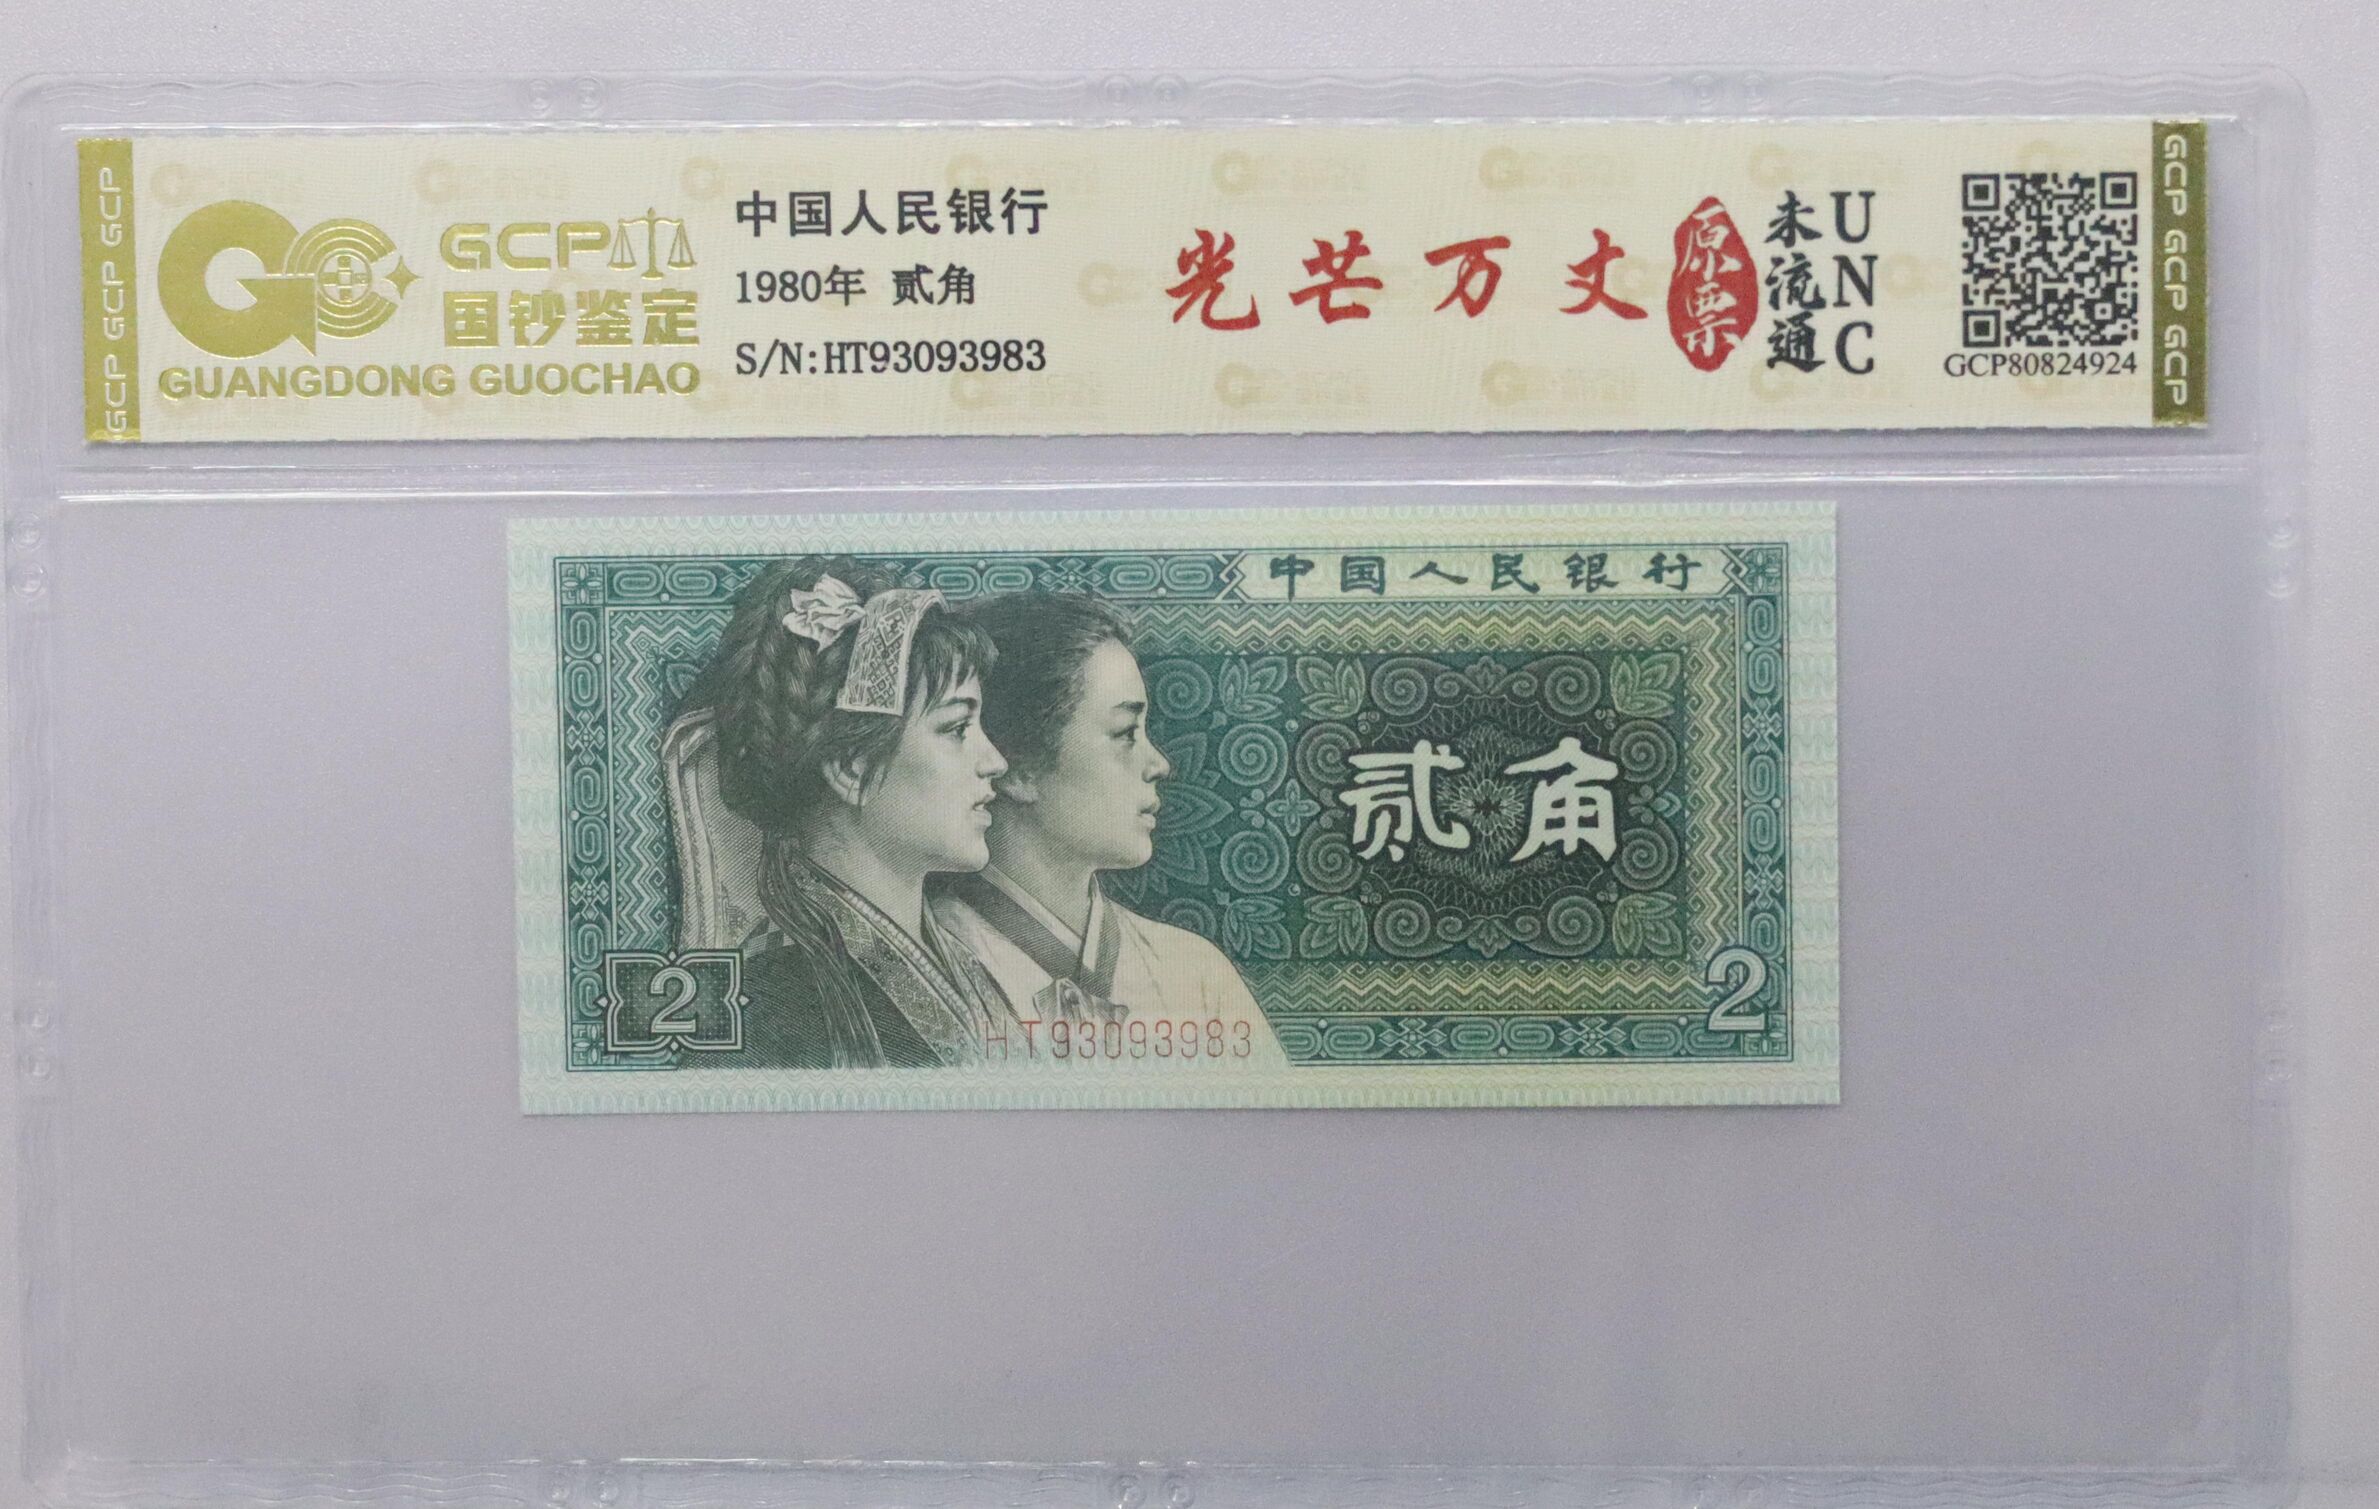 GCP GCP GCP
GCP
国钞鉴定
GUANGDONG GUOCHAO
中国人民银行
1980年 贰角
S/N:HT93093983
光芒万丈
原票
未流通
UNC
GCP80824924
GCP GCP GCP
中国人民银行
贰角
2
2
HT93093983